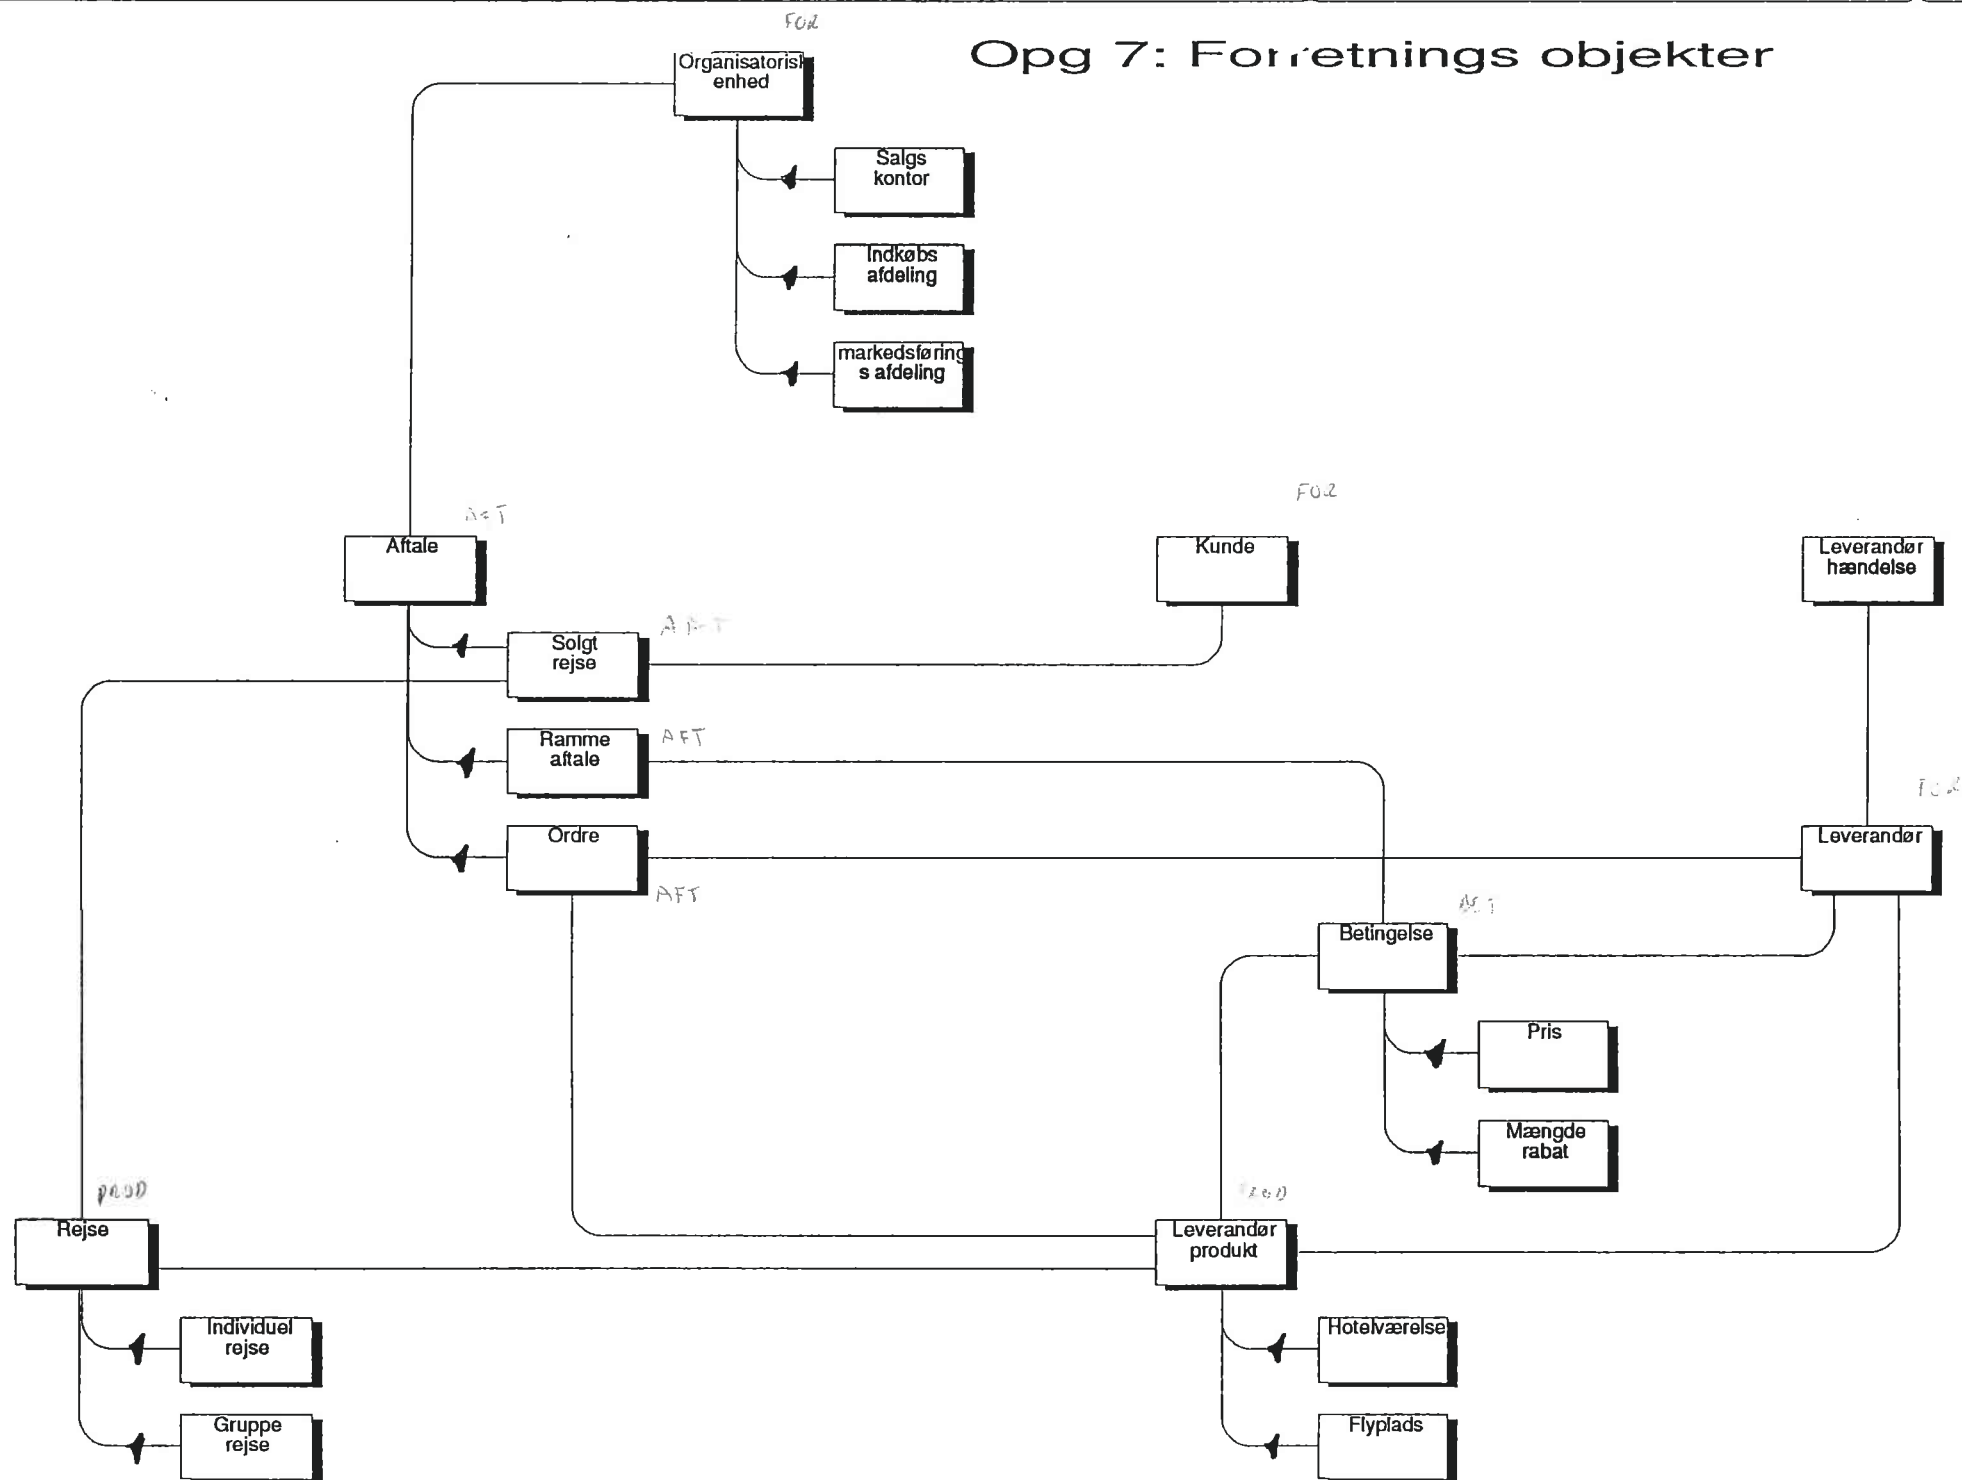 FOR
Opg 7: Forretnings objekter
Organisatorisk
enhed
Salgs
kontor
Indkøbs
afdeling
markedsføring
s afdeling
FOR
AFT
Aftale
Kunde
Leverandør
hændelse
Solgt
rejse
AFT
Ramme
aftale
AFT
FOR
Ordre
Leverandør
AFT
Betingelse
Pris
Mængde
rabat
PROD
PROD
Rejse
Leverandør
produkt
Individuel
rejse
Hotelværelse
Gruppe
rejse
Flyplads